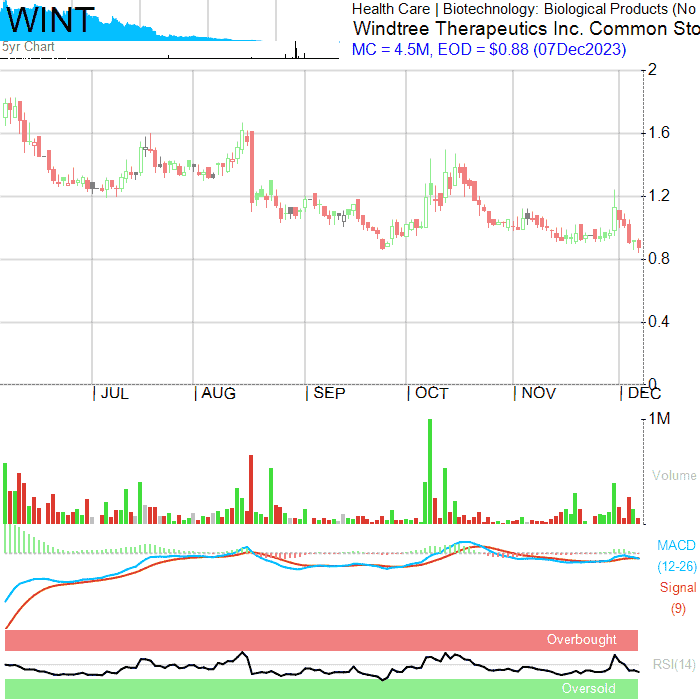 WINT
5yr Chart
Health Care | Biotechnology: Biological Products (No
Windtree Therapeutics Inc. Common Sto
MC = 4.5M, EOD = $0.88 (07Dec2023)
2
1.6
1.2
0.8
0.4
0
JUL AUG SEP OCT NOV DEC
1M
Volume
MACD
(12-26)
Signal
(9)
Overbought
RSI(14)
Oversold